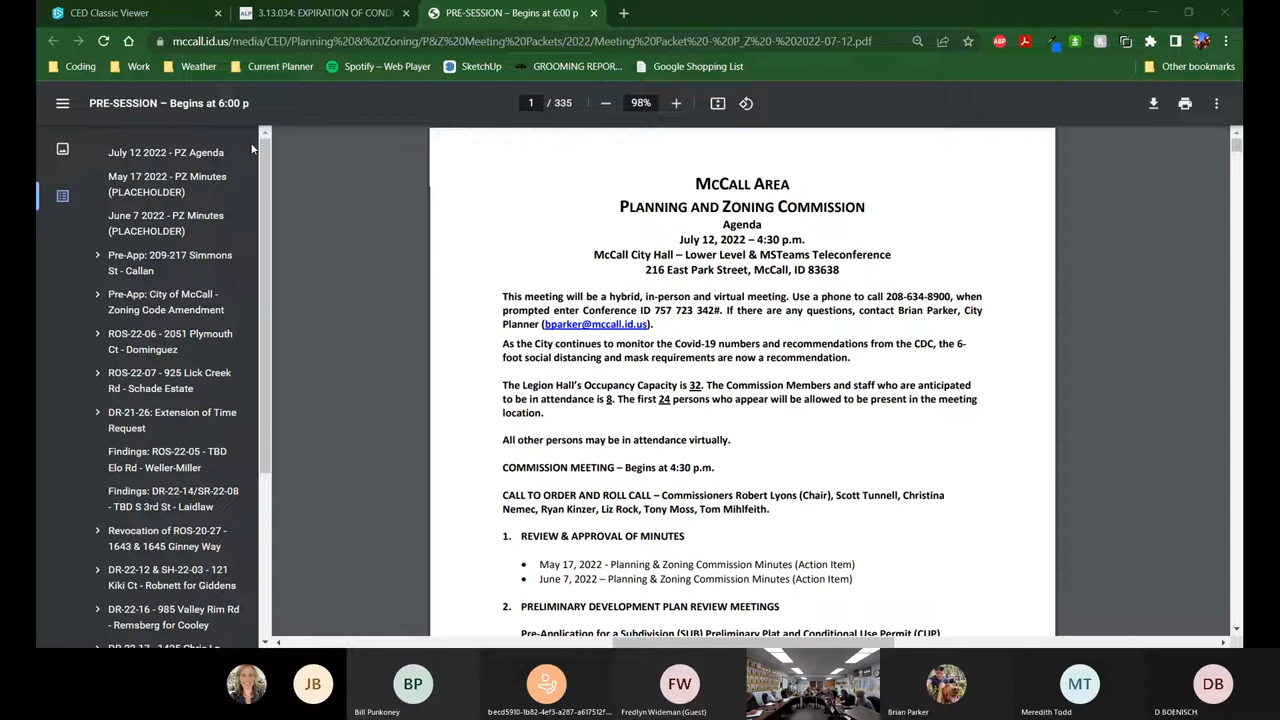 CED Classic Viewer
3.13.034: EXPIRATION OF COND
PRE-SESSION – Begins at 6:00 p
mccall.id.us/media/CED/Planning%20&%20Zoning/P&Z%20Meeting%20Packets/2022/Meeting%20Packet%20-%20P_Z%20-%202022-07-12.pdf
Coding
Work
Weather
Current Planner
Spotify – Web Player
SketchUp
GROOMING REPOR...
Google Shopping List
Other bookmarks
PRE-SESSION – Begins at 6:00 p
1 / 335
98%
July 12 2022 - PZ Agenda
May 17 2022 - PZ Minutes
(PLACEHOLDER)
June 7 2022 - PZ Minutes
(PLACEHOLDER)
Pre-App: 209-217 Simmons
St - Callan
Pre-App: City of McCall -
Zoning Code Amendment
ROS-22-06 - 2051 Plymouth
Ct - Dominguez
ROS-22-07 - 925 Lick Creek
Rd - Schade Estate
DR-21-26: Extension of Time
Request
Findings: ROS-22-05 - TBD
Elo Rd - Weller-Miller
Findings: DR-22-14/SR-22-08
- TBD S 3rd St - Laidlaw
Revocation of ROS-20-27 -
1643 & 1645 Ginney Way
DR-22-12 & SH-22-03 - 121
Kiki Ct - Robnett for Giddens
DR-22-16 - 985 Valley Rim Rd
- Remsberg for Cooley
McCall Area
Planning and Zoning Commission
Agenda
July 12, 2022 – 4:30 p.m.
McCall City Hall – Lower Level & MSTeams Teleconference
216 East Park Street, McCall, ID 83638
This meeting will be a hybrid, in-person and virtual meeting. Use a phone to call 208-634-8900, when
prompted enter Conference ID 757 723 342#. If there are any questions, contact Brian Parker, City
Planner (bparker@mccall.id.us).
As the City continues to monitor the Covid-19 numbers and recommendations from the CDC, the 6-
foot social distancing and mask requirements are now a recommendation.
The Legion Hall's Occupancy Capacity is 32. The Commission Members and staff who are anticipated
to be in attendance is 8. The first 24 persons who appear will be allowed to be present in the meeting
location.
All other persons may be in attendance virtually.
COMMISSION MEETING – Begins at 4:30 p.m.
CALL TO ORDER AND ROLL CALL – Commissioners Robert Lyons (Chair), Scott Tunnell, Christina
Nemec, Ryan Kinzer, Liz Rock, Tony Moss, Tom Mihlfeith.
1. REVIEW & APPROVAL OF MINUTES
• May 17, 2022 - Planning & Zoning Commission Minutes (Action Item)
• June 7, 2022 – Planning & Zoning Commission Minutes (Action Item)
2. PRELIMINARY DEVELOPMENT PLAN REVIEW MEETINGS
Pre-Application for a Subdivision (SUB) Preliminary Plat and Conditional Use Permit (CUP)
JB
BP
FW
MT
DB
Bill Punkoney
becd5910-1b82-4ef3-a287-a617512f...
Fredlyn Wideman (Guest)
Brian Parker
Meredith Todd
D BOENISCH